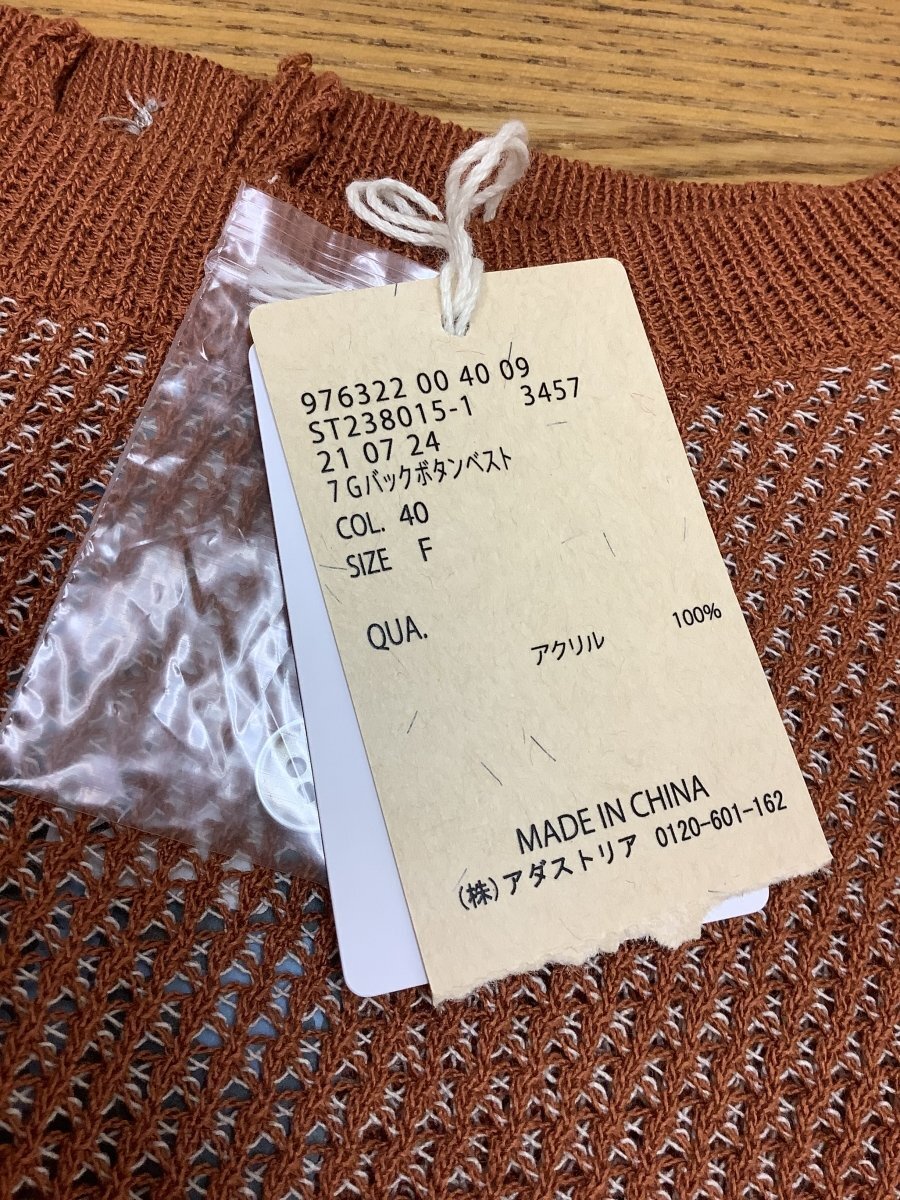 976322 00 40 09
ST238015-1 3457
21 07 24
7Gバックボタンベスト
COL. 40
SIZE F
QUA.
アクリル 100%
MADE IN CHINA
(株)アダストリア 0120-601-162